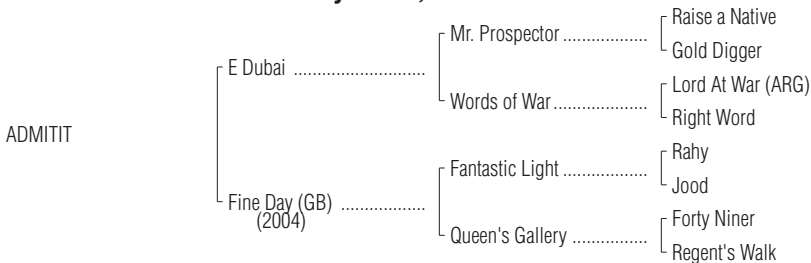 Raise a Native
Mr. Prospector ......................
Gold Digger
E Dubai ............................
Lord At War (ARG)
Words of War.........................
Right Word
ADMITIT
Rahy
Fantastic Light ......................
Jood
Fine Day (GB) ......................
(2004)
Forty Niner
Queen's Gallery ....................
Regent's Walk